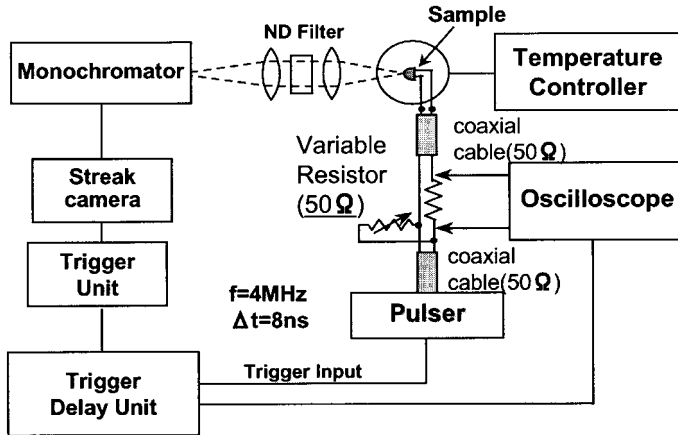 ND Filter
Sample
Monochromator
Temperature
Controller
Variable
Resistor
(50Ω)
coaxial
cable(50Ω)
Streak
camera
Oscilloscope
Trigger
Unit
f=4MHz
Δt=8ns
coaxial
cable(50Ω)
Pulser
Trigger Input
Trigger
Delay Unit